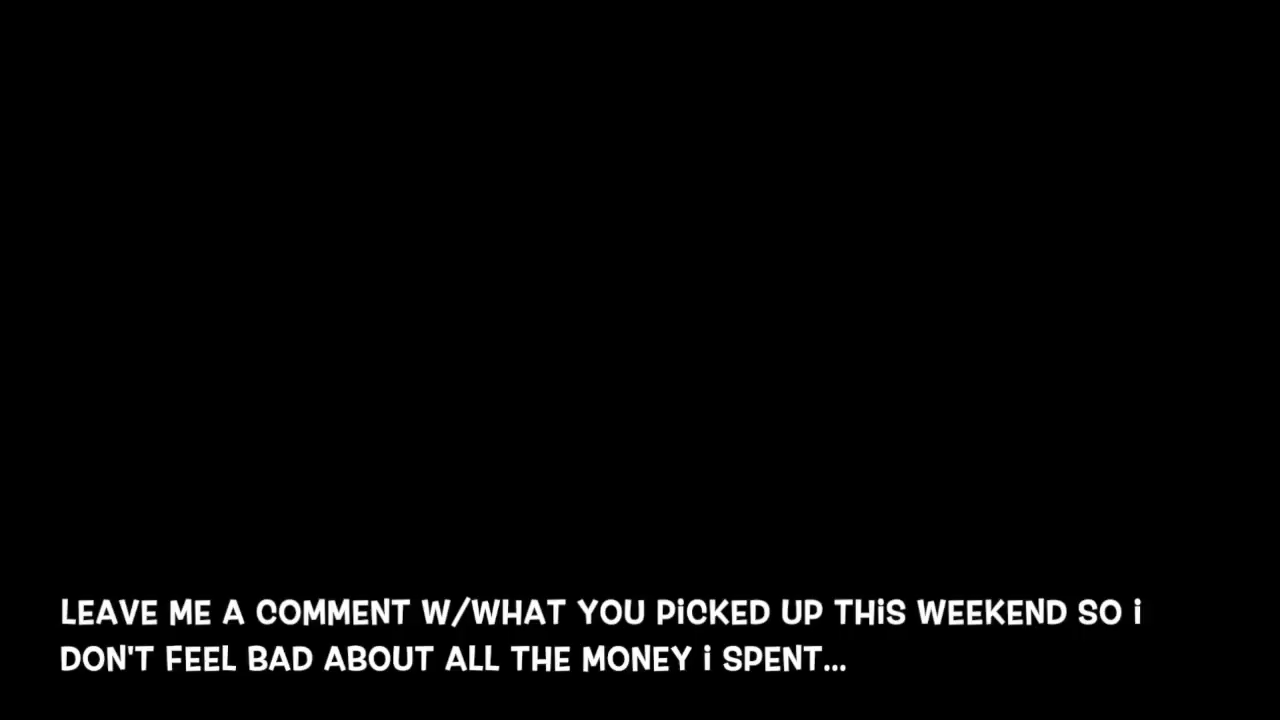 LEAVE ME A COMMENT W/WHAT YOU PiCKED UP THiS WEEKEND SO i
DON'T FEEL BAD ABOUT ALL THE MONEY i SPENT...